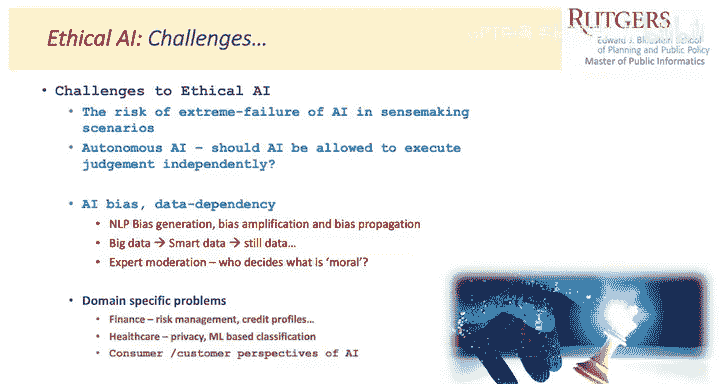 Ethical AI: Challenges…
RUTGERS
Edward J. Bloustein School
of Planning and Public Policy
Master of Public Informatics
• Challenges to Ethical AI
• The risk of extreme-failure of AI in sensemaking
scenarios
• Autonomous AI – should AI be allowed to execute
judgement independently?
• AI bias, data-dependency
• NLP Bias generation, bias amplification and bias propagation
• Big data → Smart data → still data…
• Expert moderation – who decides what is ‘moral’?
• Domain specific problems
• Finance – risk management, credit profiles…
• Healthcare – privacy, ML based classification
• Consumer /customer perspectives of AI